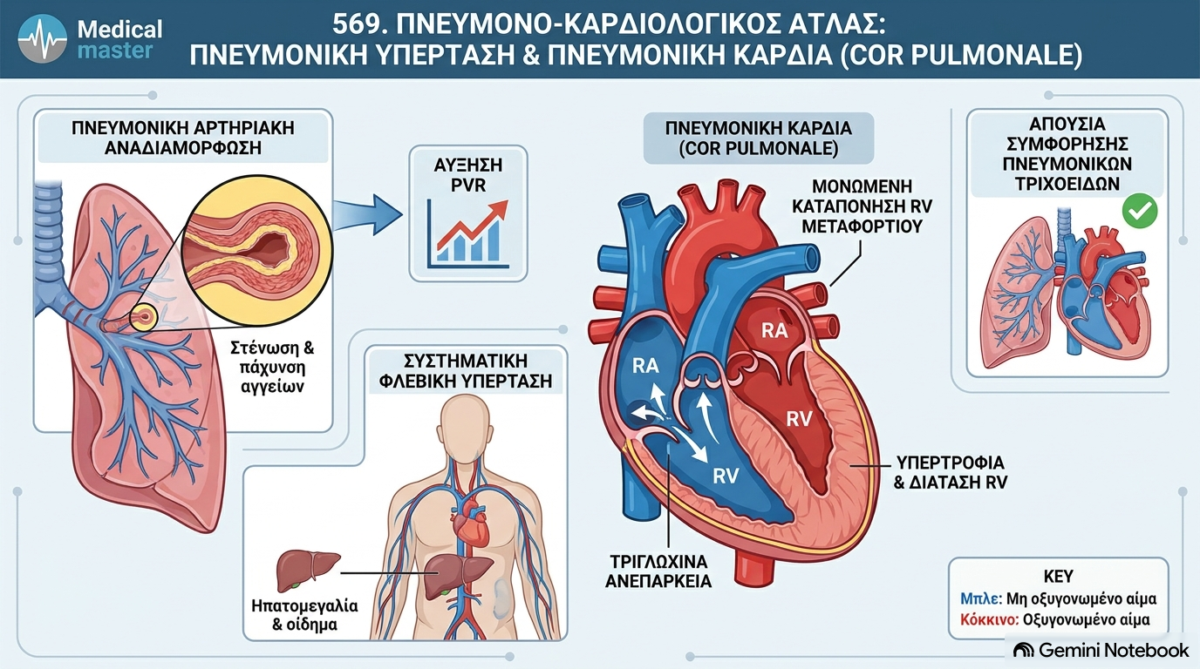 Medical
master
569. ΠΝΕΥΜΟΝΟ-ΚΑΡΔΙΟΛΟΓΙΚΟΣ ΑΤΛΑΣ:
ΠΝΕΥΜΟΝΙΚΗ ΥΠΕΡΤΑΣΗ & ΠΝΕΥΜΟΝΙΚΗ ΚΑΡΔΙΑ (COR PULMONALE)
ΠΝΕΥΜΟΝΙΚΗ ΑΡΤΗΡΙΑΚΗ
ΑΝΑΔΙΑΜΟΡΦΩΣΗ
Στένωση &
πάχυνση
αγγείων
ΑΥΞΗΣΗ
PVR
ΣΥΣΤΗΜΑΤΙΚΗ
ΦΛΕΒΙΚΗ ΥΠΕΡΤΑΣΗ
Ηπατομεγαλία
& οίδημα
ΠΝΕΥΜΟΝΙΚΗ ΚΑΡΔΙΑ
(COR PULMONALE)
ΜΟΝΩΜΕΝΗ
ΚΑΤΑΠΟΝΗΣΗ RV
ΜΕΤΑΦΟΡΤΙΟΥ
RA
RA
RV
RV
ΥΠΕΡΤΡΟΦΙΑ
& ΔΙΑΤΑΣΗ RV
ΤΡΙΓΛΩΧΙΝΑ
ΑΝΕΠΑΡΚΕΙΑ
ΑΠΟΥΣΙΑ
ΣΥΜΦΟΡΗΣΗΣ
ΠΝΕΥΜΟΝΙΚΩΝ
ΤΡΙΧΟΕΙΔΩΝ
KEY
Μπλε: Μη οξυγονωμένο αίμα
Κόκκινο: Οξυγονωμένο αίμα
Gemini Notebook